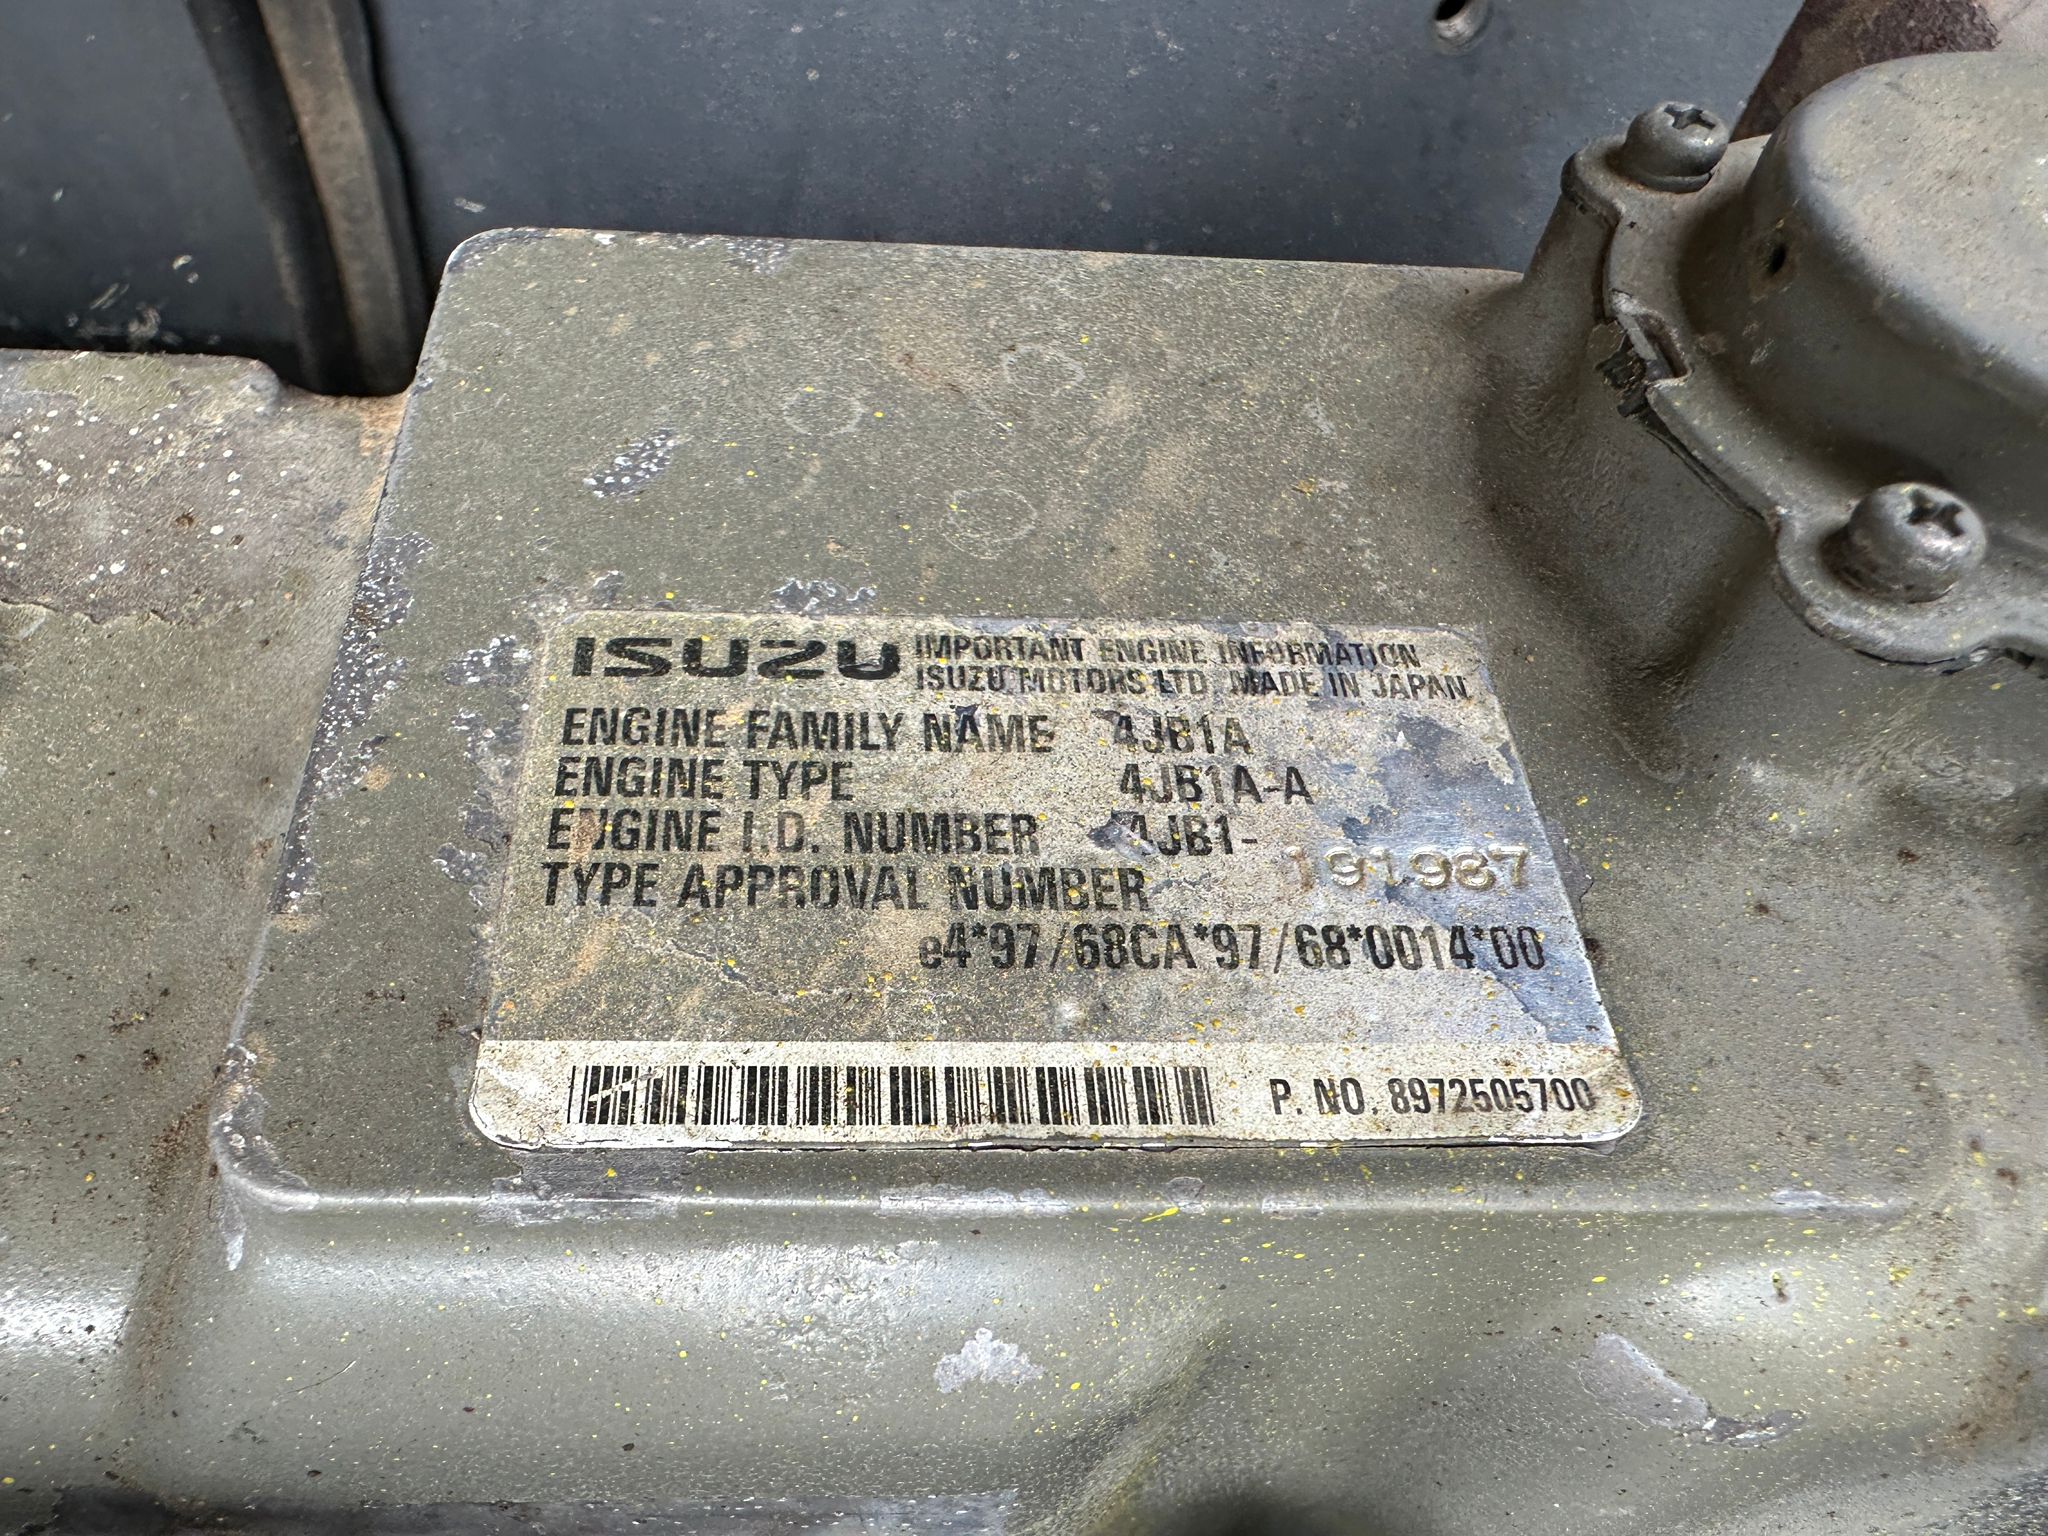 ISUZU IMPORTANT ENGINE INFORMATION
ISUZU MOTORS LTD. MADE IN JAPAN
ENGINE FAMILY NAME 4JB1A
ENGINE TYPE 4JB1A-A
ENGINE I.D. NUMBER 4JB1- 191987
TYPE APPROVAL NUMBER
e4*97/68CA*97/68*0014*00
P. NO. 8972505700